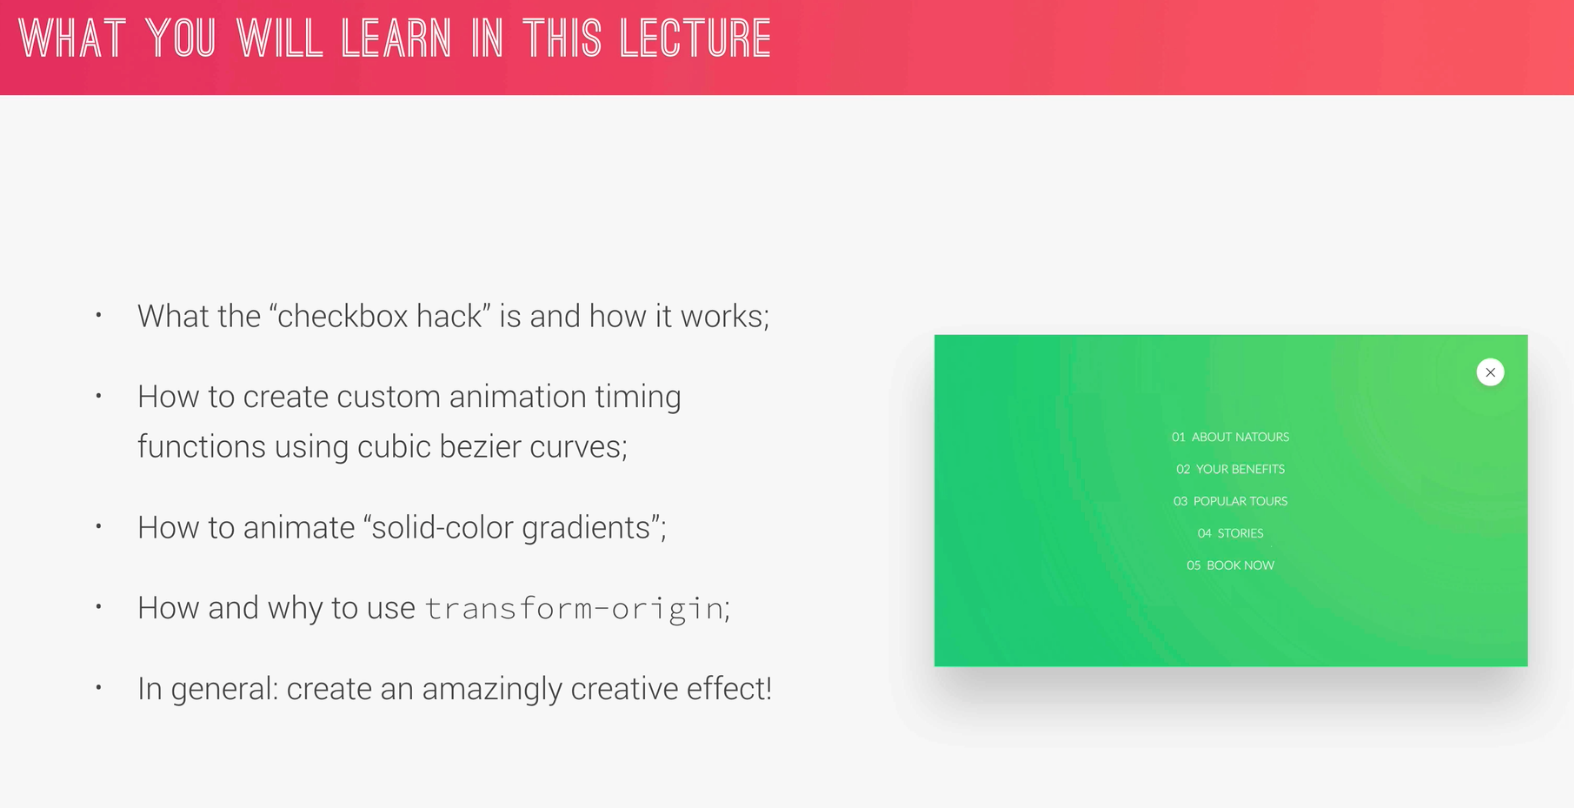 WHAT YOU WILL LEARN IN THIS LECTURE
• What the “checkbox hack” is and how it works;
• How to create custom animation timing
functions using cubic bezier curves;
• How to animate “solid-color gradients”;
• How and why to use transform-origin;
• In general: create an amazingly creative effect!
01 ABOUT NATOURS
02 YOUR BENEFITS
03 POPULAR TOURS
04 STORIES
05 BOOK NOW